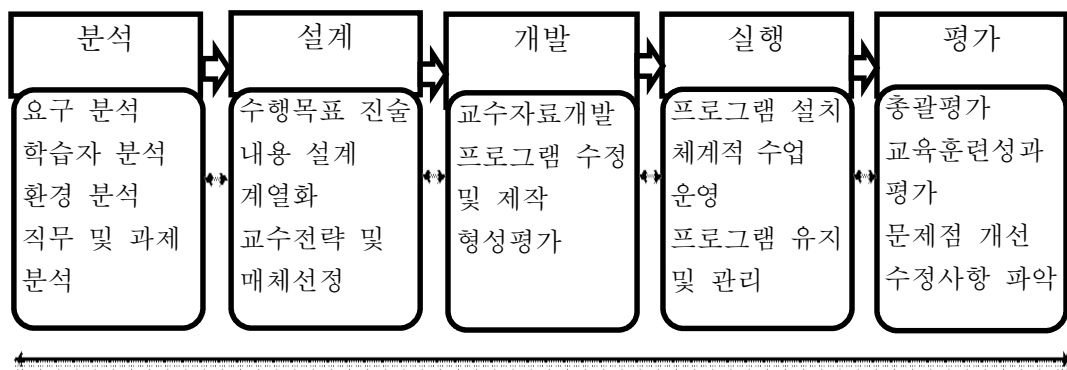 분석
요구 분석
학습자 분석
환경 분석
직무 및 과제
분석
설계
수행목표 진술
내용 설계
계열화
교수전략 및
매체선정
개발
교수자료개발
프로그램 수정
및 제작
형성평가
실행
프로그램 설치
체계적 수업
운영
프로그램 유지
및 관리
평가
총괄평가
교육훈련성과
평가
문제점 개선
수정사항 파악